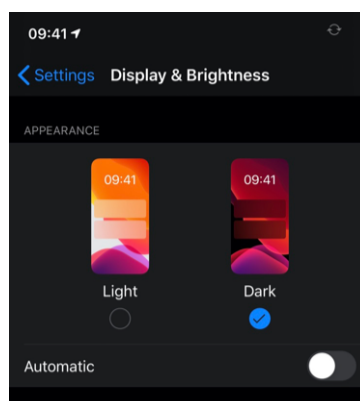 09:41
Settings Display & Brightness
APPEARANCE
09:41 09:41
Light Dark
Automatic